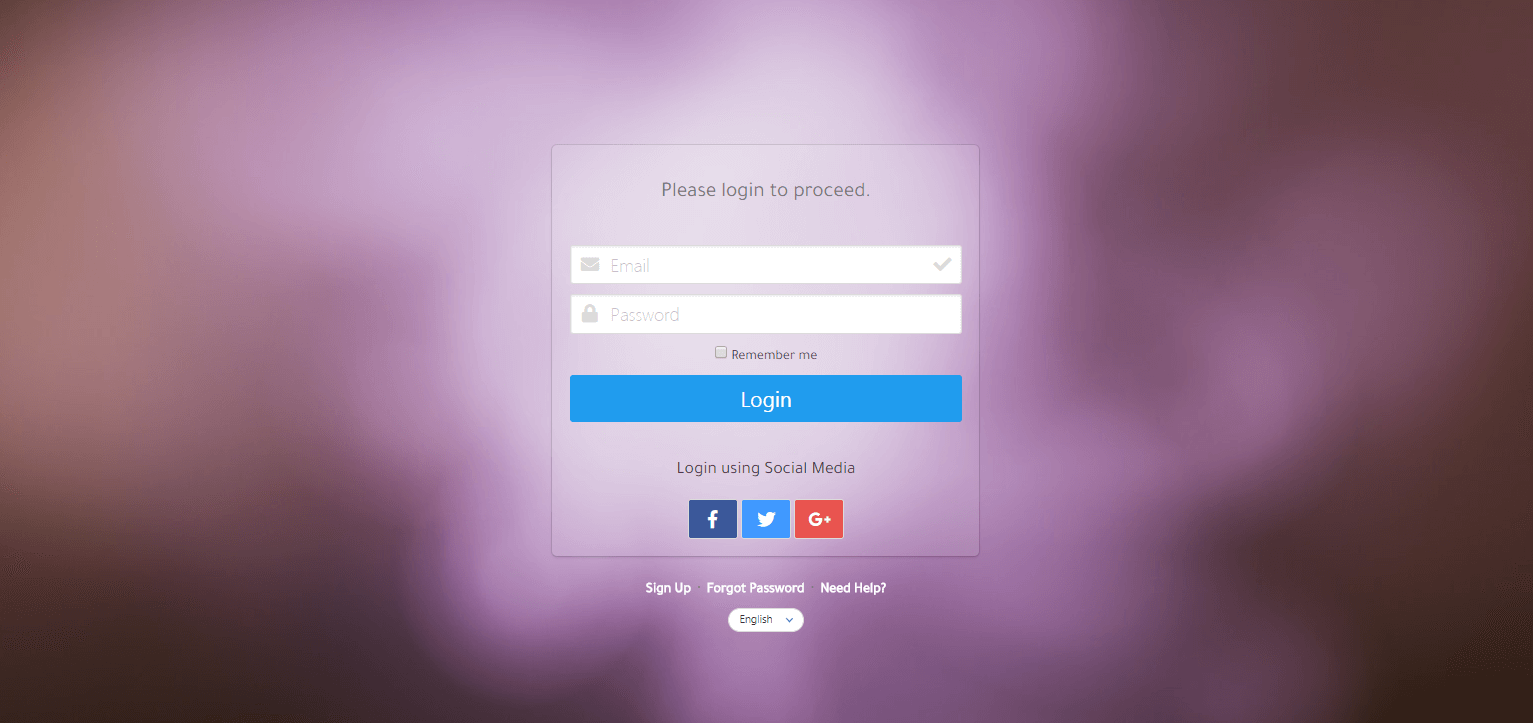 Please login to proceed.
Email
Password
Remember me
Login
Login using Social Media
f G+
Sign Up · Forgot Password · Need Help?
English